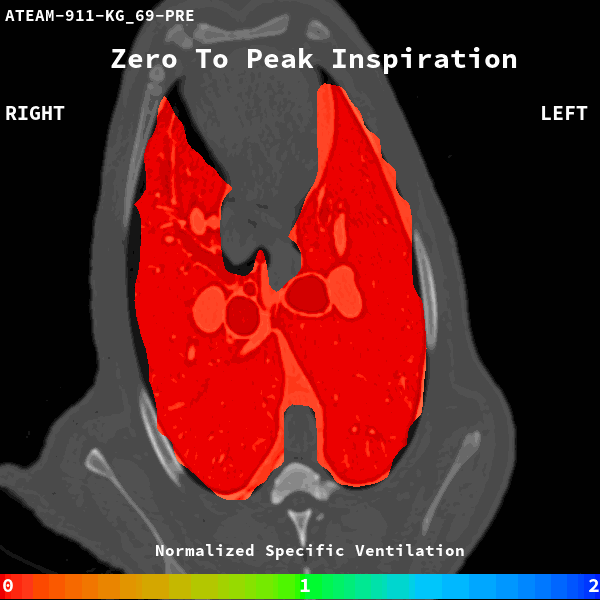 ATEAM-911-KG_69-PRE
Zero To Peak Inspiration
RIGHT LEFT
Normalized Specific Ventilation
0 1 2